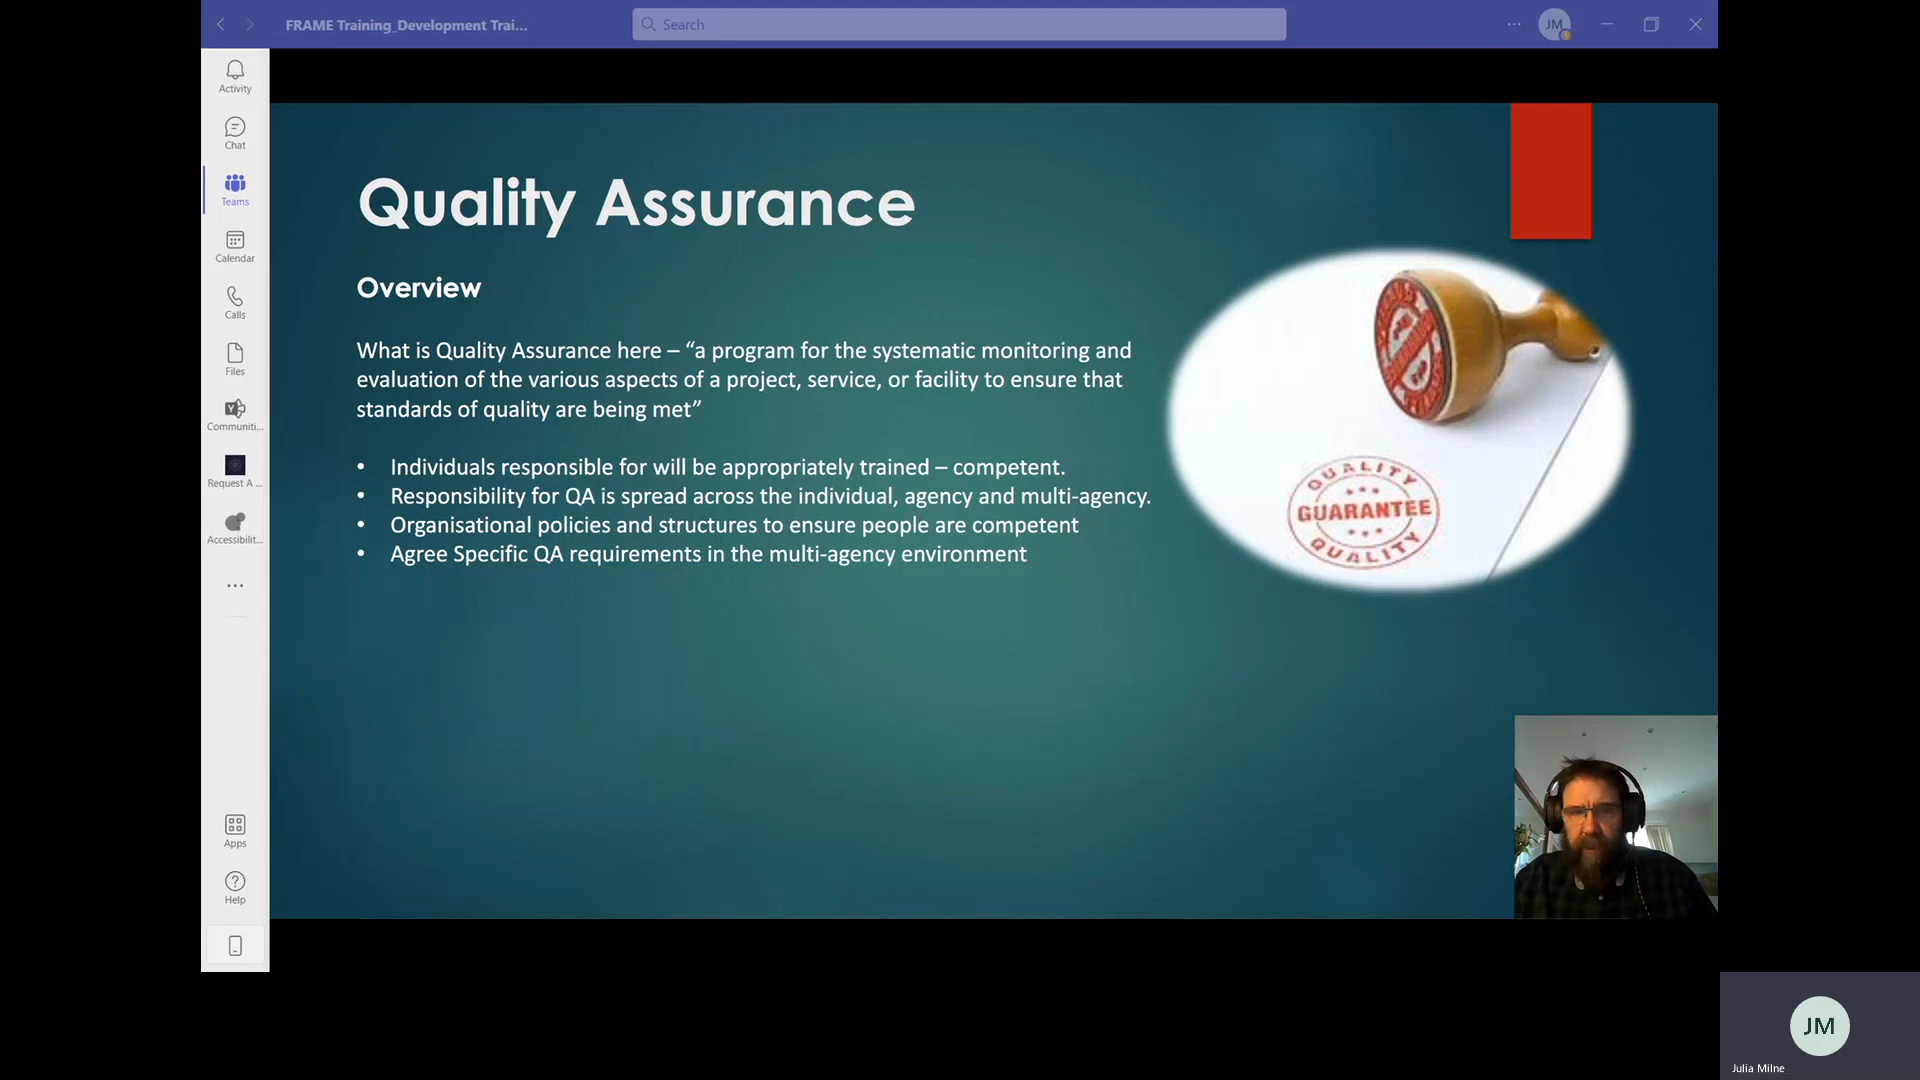 FRAME Training_Development Trai...
Search
JM
Activity
Chat
Teams
Calendar
Calls
Files
Communiti...
Request A ...
Accessibilit...
Apps
Help
Quality Assurance
Overview
What is Quality Assurance here – “a program for the systematic monitoring and
evaluation of the various aspects of a project, service, or facility to ensure that
standards of quality are being met”
• Individuals responsible for will be appropriately trained – competent.
• Responsibility for QA is spread across the individual, agency and multi-agency.
• Organisational policies and structures to ensure people are competent
• Agree Specific QA requirements in the multi-agency environment
QUALITY
GUARANTEE
QUALITY
JM
Julia Milne